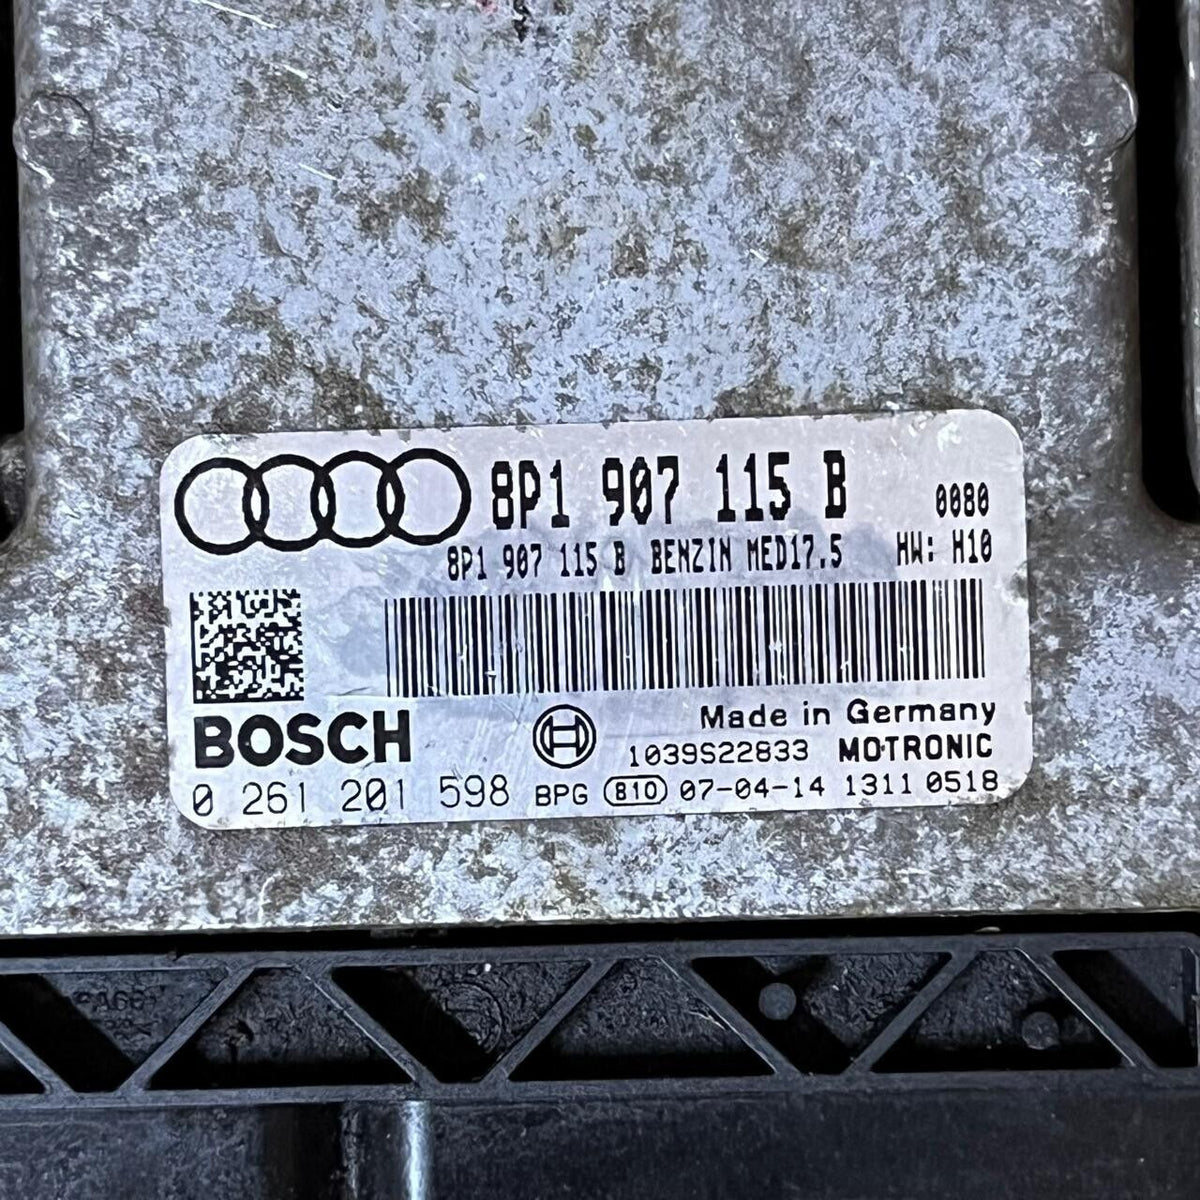 8P1 907 115 B 0080
8P1 907 115 B BENZIN MED17.5 HW: H10
BOSCH Made in Germany
1039S22833 MOTRONIC
0 261 201 598 BPG B10 07-04-14 1311 0518